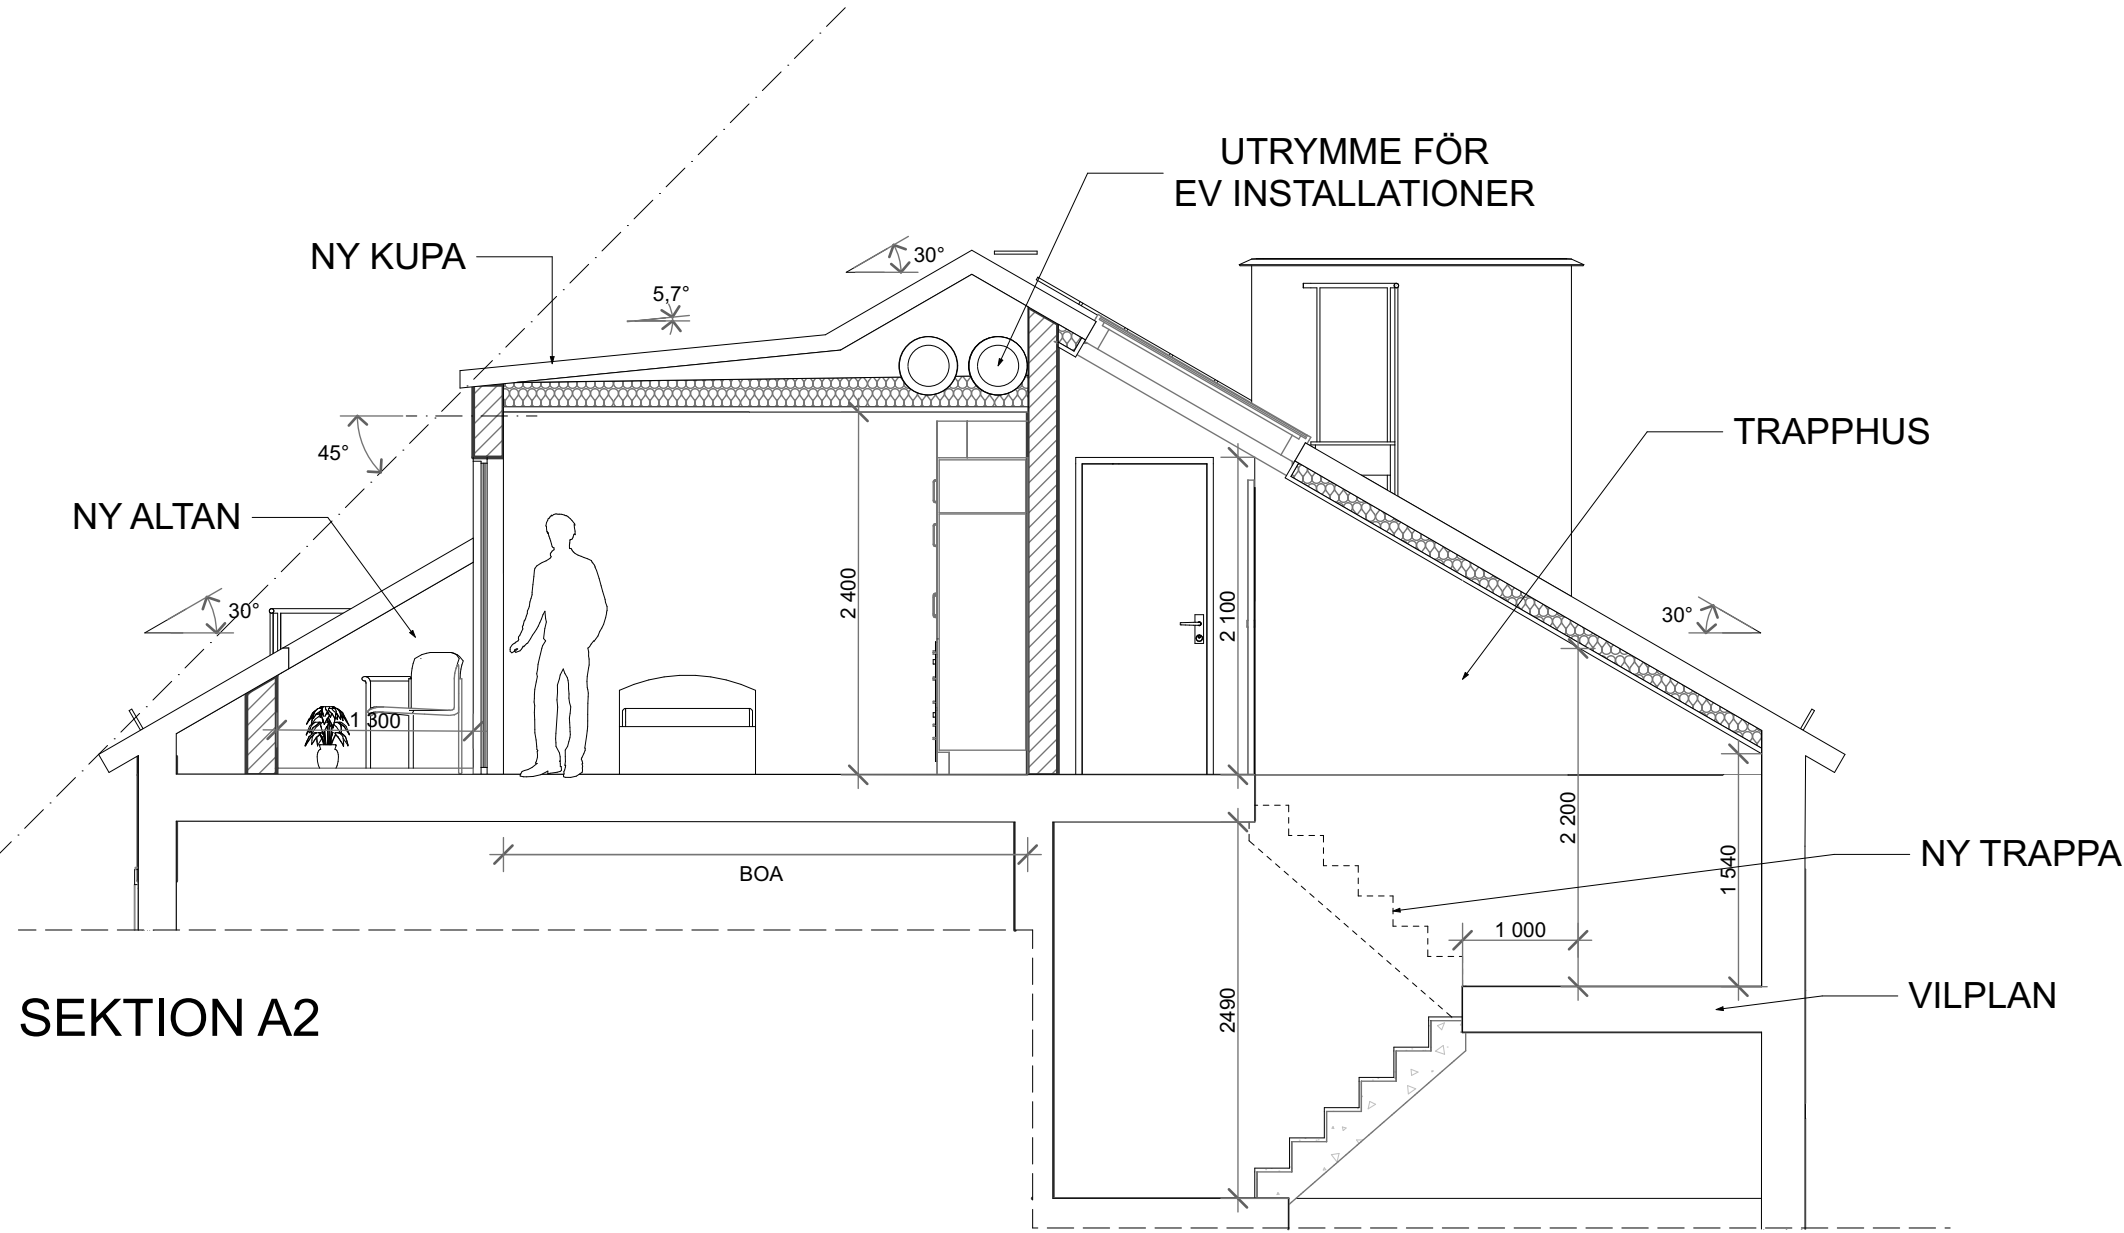 UTRYMME FÖR
EV INSTALLATIONER
NY KUPA
30°
5,7°
TRAPPHUS
45°
NY ALTAN
2 400
2 100
30°
30°
1 300
2 200
1 540
NY TRAPPA
BOA
1 000
2490
VILPLAN
SEKTION A2